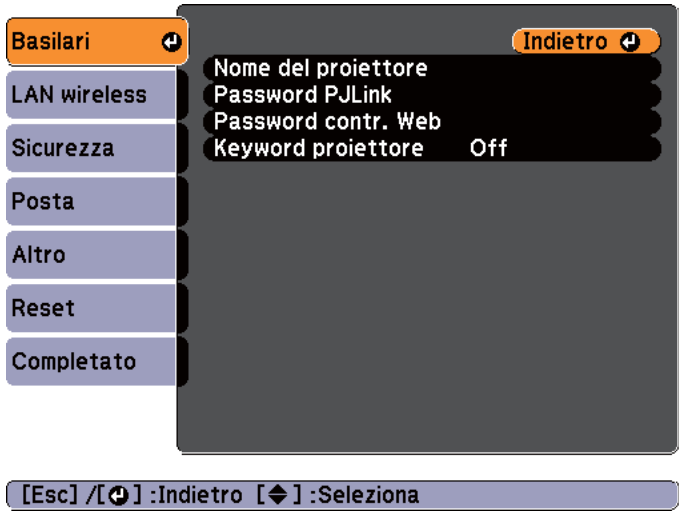 Basilari
LAN wireless
Sicurezza
Posta
Altro
Reset
Completato
Indietro
Nome del proiettore
Password PJLink
Password contr. Web
Keyword proiettore Off
[Esc] /[⏎] :Indietro [◆] :Seleziona